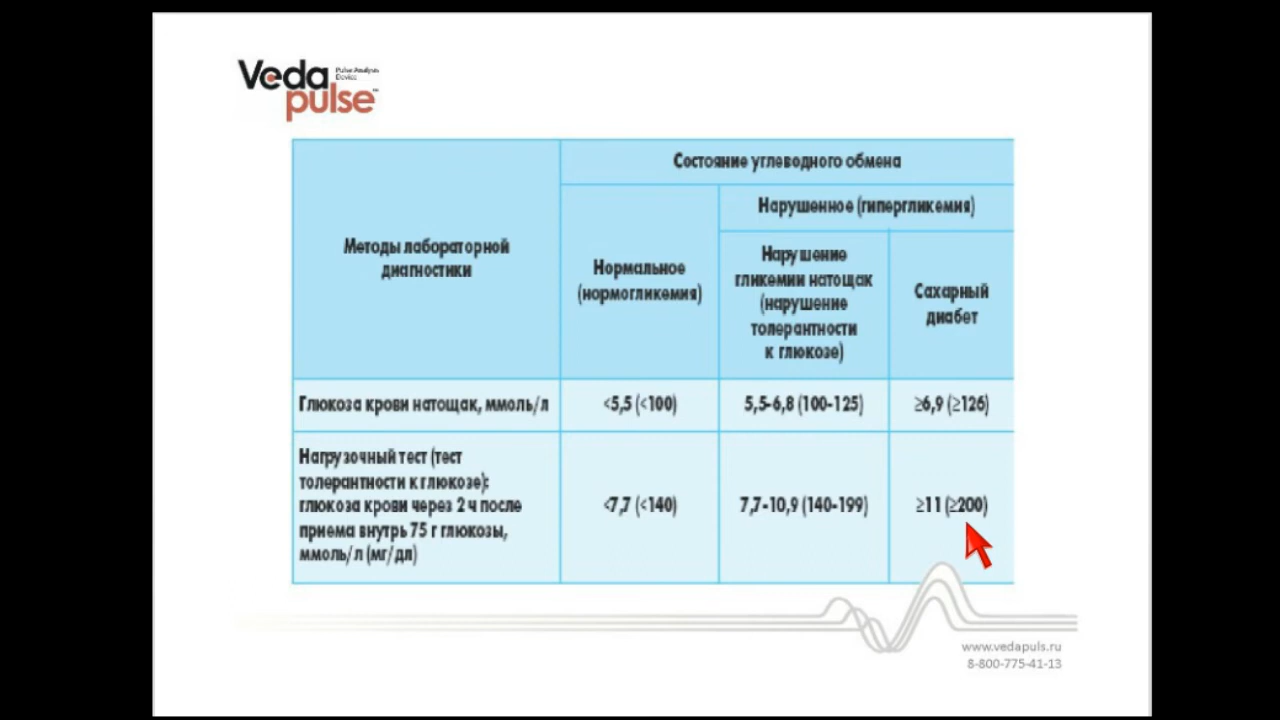 Veda
Pulse Analysis
Device
pulse™
Состояние углеводного обмена
Нарушенное (гипергликемия)
Методы лабораторной
диагностики
Нормальное
(нормогликемия)
Нарушение
гликемии натощак
(нарушение
толерантности
к глюкозе)
Сахарный
диабет
Глюкоза крови натощак, ммоль/л
<5,5 (<100)
5,5-6,8 (100-125)
≥6,9 (≥126)
Нагрузочный тест (тест
толерантности к глюкозе):
глюкоза крови через 2 ч после
приема внутрь 75 г глюкозы,
ммоль/л (мг/дл)
<7,7 (<140)
7,7-10,9 (140-199)
≥11 (≥200)
www.vedapuls.ru
8-800-775-41-13